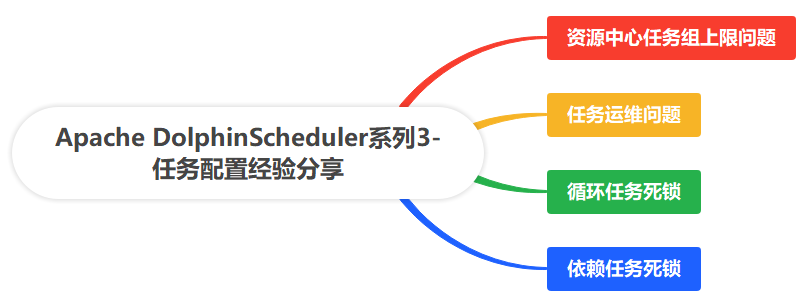 Apache DolphinScheduler系列3-
任务配置经验分享
资源中心任务组上限问题
任务运维问题
循环任务死锁
依赖任务死锁